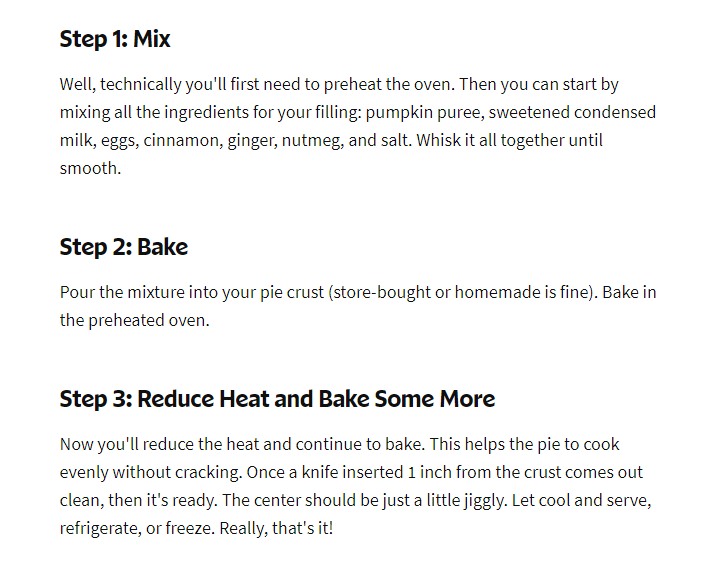 Step 1: Mix
Well, technically you'll first need to preheat the oven. Then you can start by
mixing all the ingredients for your filling: pumpkin puree, sweetened condensed
milk, eggs, cinnamon, ginger, nutmeg, and salt. Whisk it all together until
smooth.
Step 2: Bake
Pour the mixture into your pie crust (store-bought or homemade is fine). Bake in
the preheated oven.
Step 3: Reduce Heat and Bake Some More
Now you'll reduce the heat and continue to bake. This helps the pie to cook
evenly without cracking. Once a knife inserted 1 inch from the crust comes out
clean, then it's ready. The center should be just a little jiggly. Let cool and serve,
refrigerate, or freeze. Really, that's it!